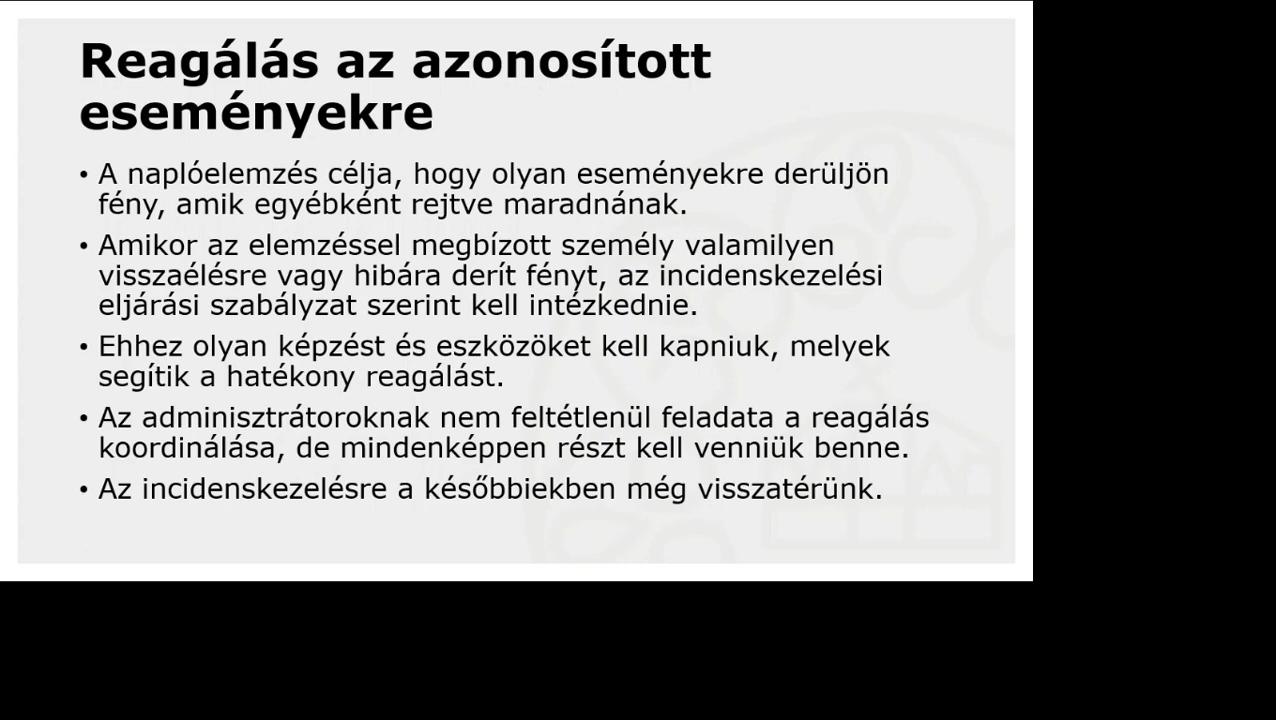 Reagálás az azonosított
eseményekre
• A naplóelemzés célja, hogy olyan eseményekre derüljön
fény, amik egyébként rejtve maradnának.
• Amikor az elemzéssel megbízott személy valamilyen
visszaélésre vagy hibára derít fényt, az incidenskezelési
eljárási szabályzat szerint kell intézkednie.
• Ehhez olyan képzést és eszközöket kell kapniuk, melyek
segítik a hatékony reagálást.
• Az adminisztrátoroknak nem feltétlenül feladata a reagálás
koordinálása, de mindenképpen részt kell venniük benne.
• Az incidenskezelésre a későbbiekben még visszatérünk.